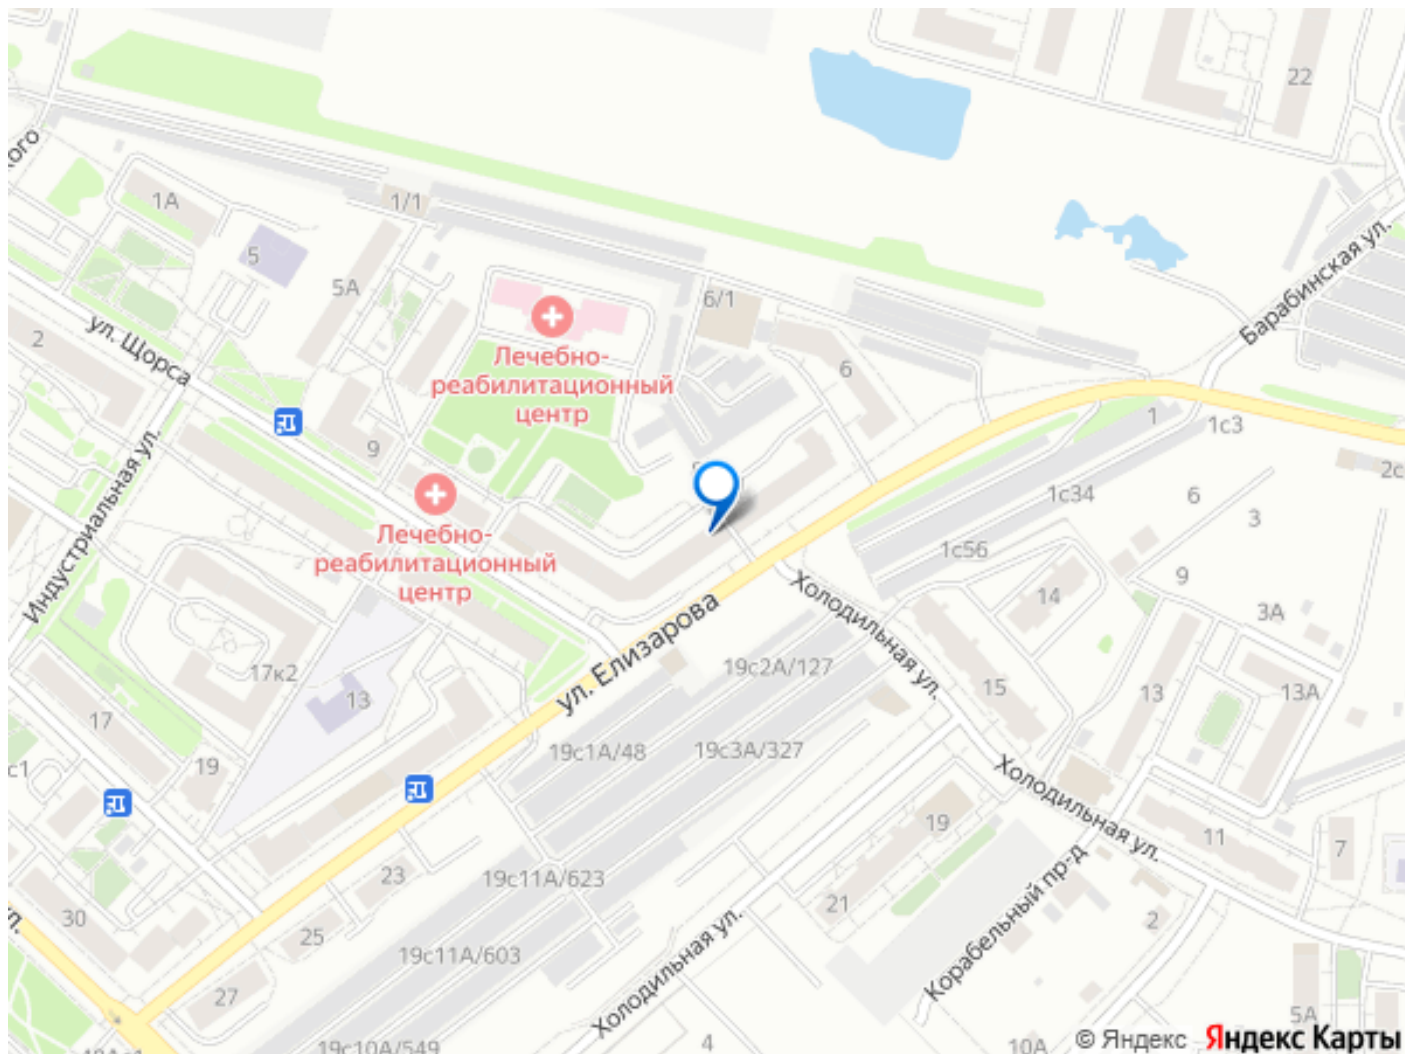 22
1А
1/1
5
5А
6/1
Барабинская ул.
ул. Щорса
2
Лечебно-
реабилитационный
центр
6
9
1
1с3
1с34
6
3
1с56
9
Лечебно-
реабилитационный
центр
Индустриальная ул.
14
3А
ул. Елизарова
Холодильная ул.
19с2А/127
15
13
13А
17к2
13
17
19с1А/48
19с3А/327
19
Холодильная ул.
19
11
7
23
19с11А/623
21
30
25
19с11А/603
Холодильная ул.
Корабельный пр-д
2
27
5А
4
10А
19с10А/549
© Яндекс Яндекс Карты